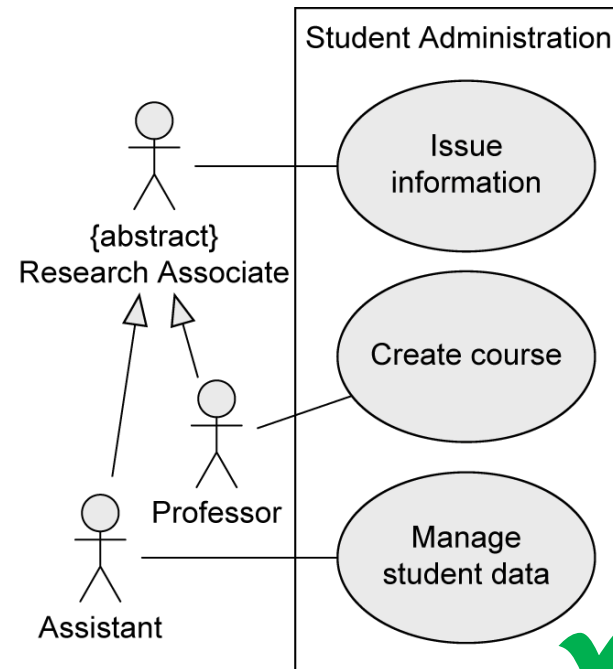 Student Administration
Issue
information
{abstract}
Research Associate
Create course
Professor
Manage
student data
Assistant